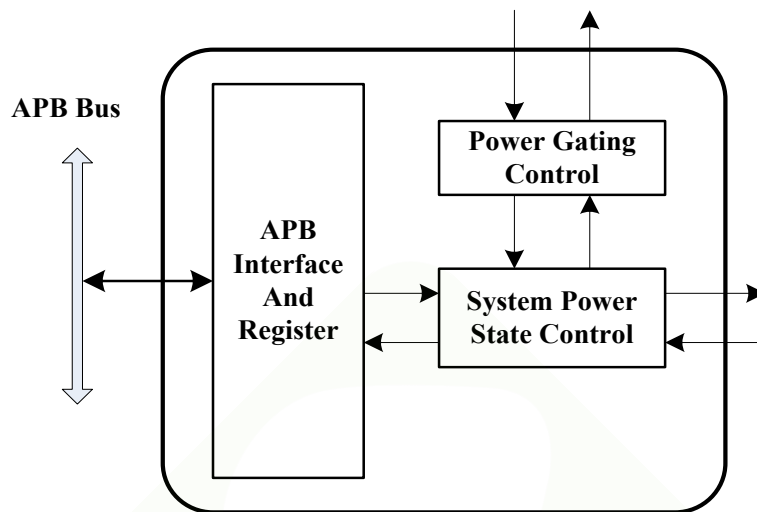 APB Bus
Power Gating
Control
APB
Interface
And
Register
System Power
State Control